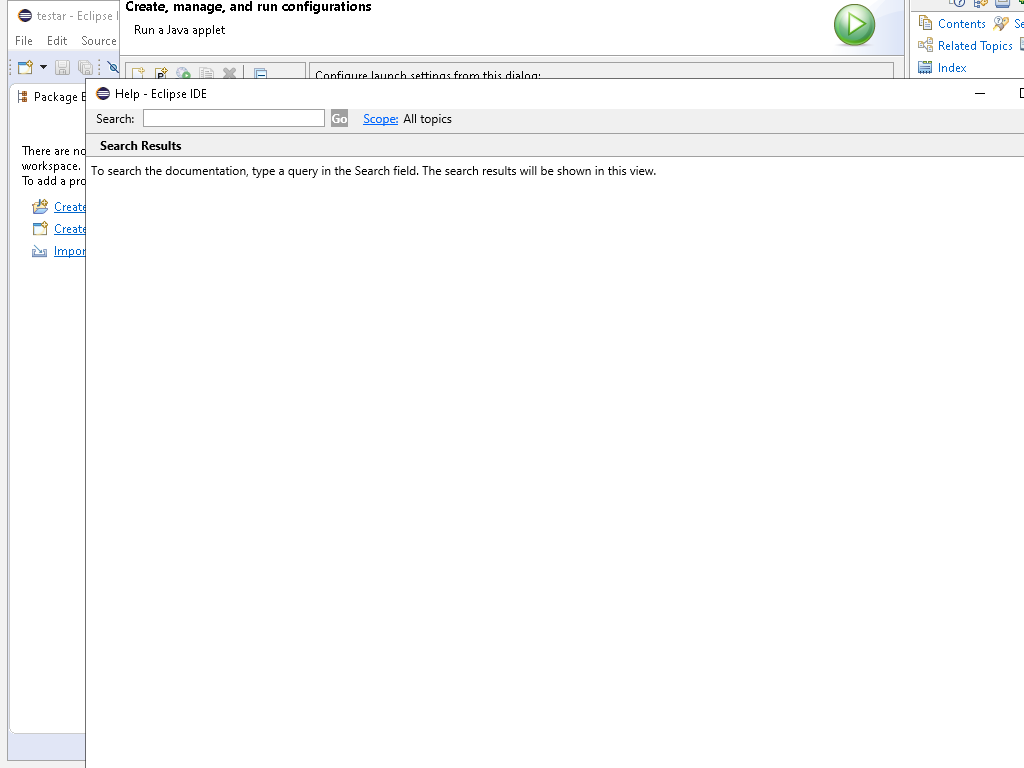 testar - Eclipse I
File Edit Source
Package E
There are no
workspace.
To add a pro
Create
Create
Impor
Create, manage, and run configurations
Run a Java applet
Configure launch settings from this dialog:
Contents
Se
Related Topics
Index
Help - Eclipse IDE
Search:
Go
Scope: All topics
Search Results
To search the documentation, type a query in the Search field. The search results will be shown in this view.